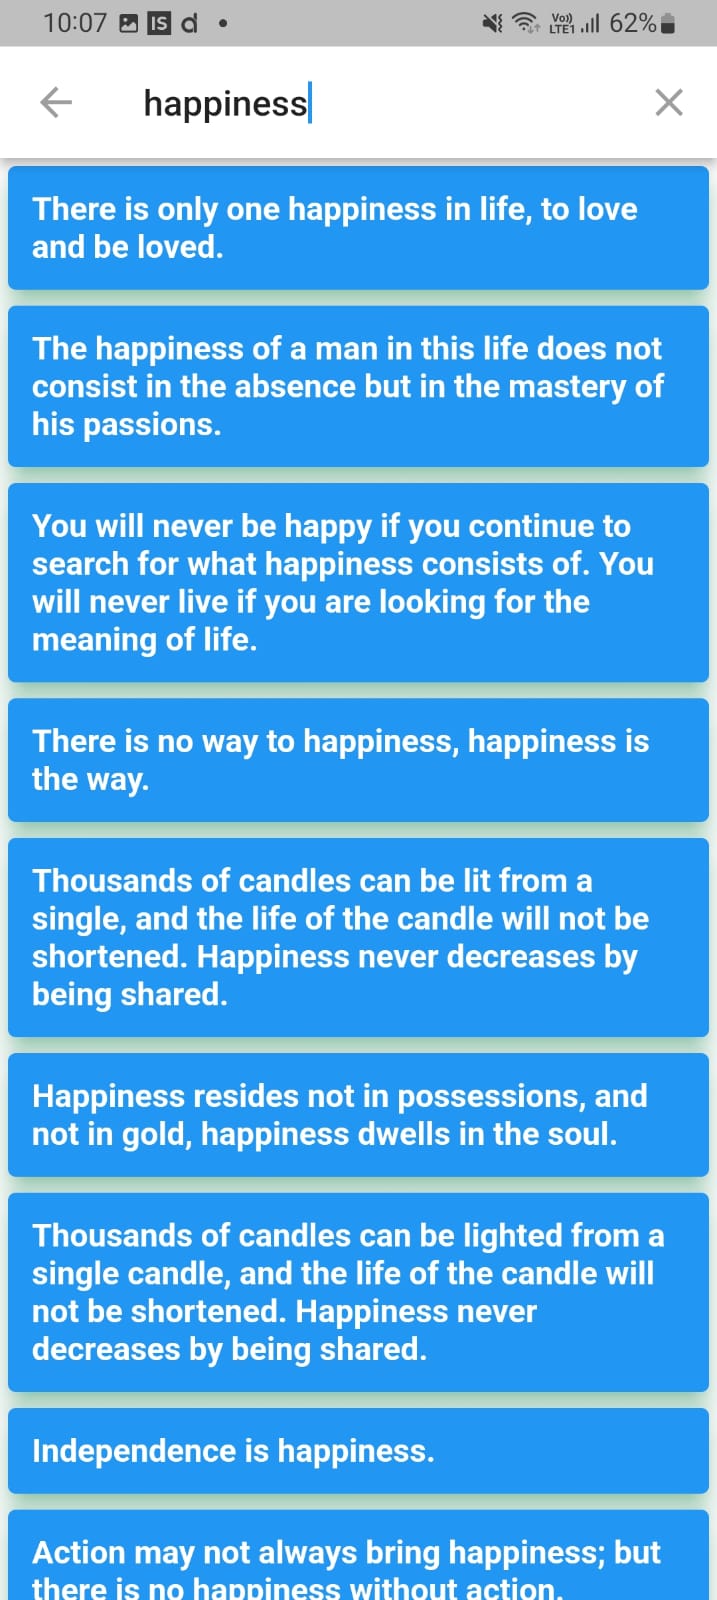 10:07 IS d
Vo)) LTE1 62%
happiness
There is only one happiness in life, to love
and be loved.
The happiness of a man in this life does not
consist in the absence but in the mastery of
his passions.
You will never be happy if you continue to
search for what happiness consists of. You
will never live if you are looking for the
meaning of life.
There is no way to happiness, happiness is
the way.
Thousands of candles can be lit from a
single, and the life of the candle will not be
shortened. Happiness never decreases by
being shared.
Happiness resides not in possessions, and
not in gold, happiness dwells in the soul.
Thousands of candles can be lighted from a
single candle, and the life of the candle will
not be shortened. Happiness never
decreases by being shared.
Independence is happiness.
Action may not always bring happiness; but
there is no happiness without action.